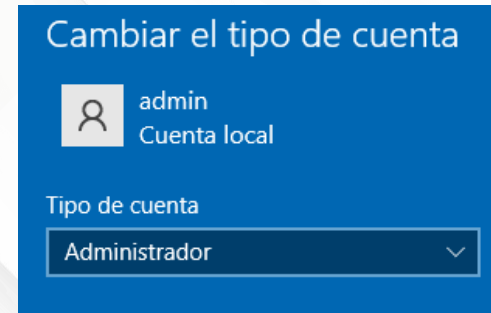 Cambiar el tipo de cuenta
admin
Cuenta local
Tipo de cuenta
Administrador